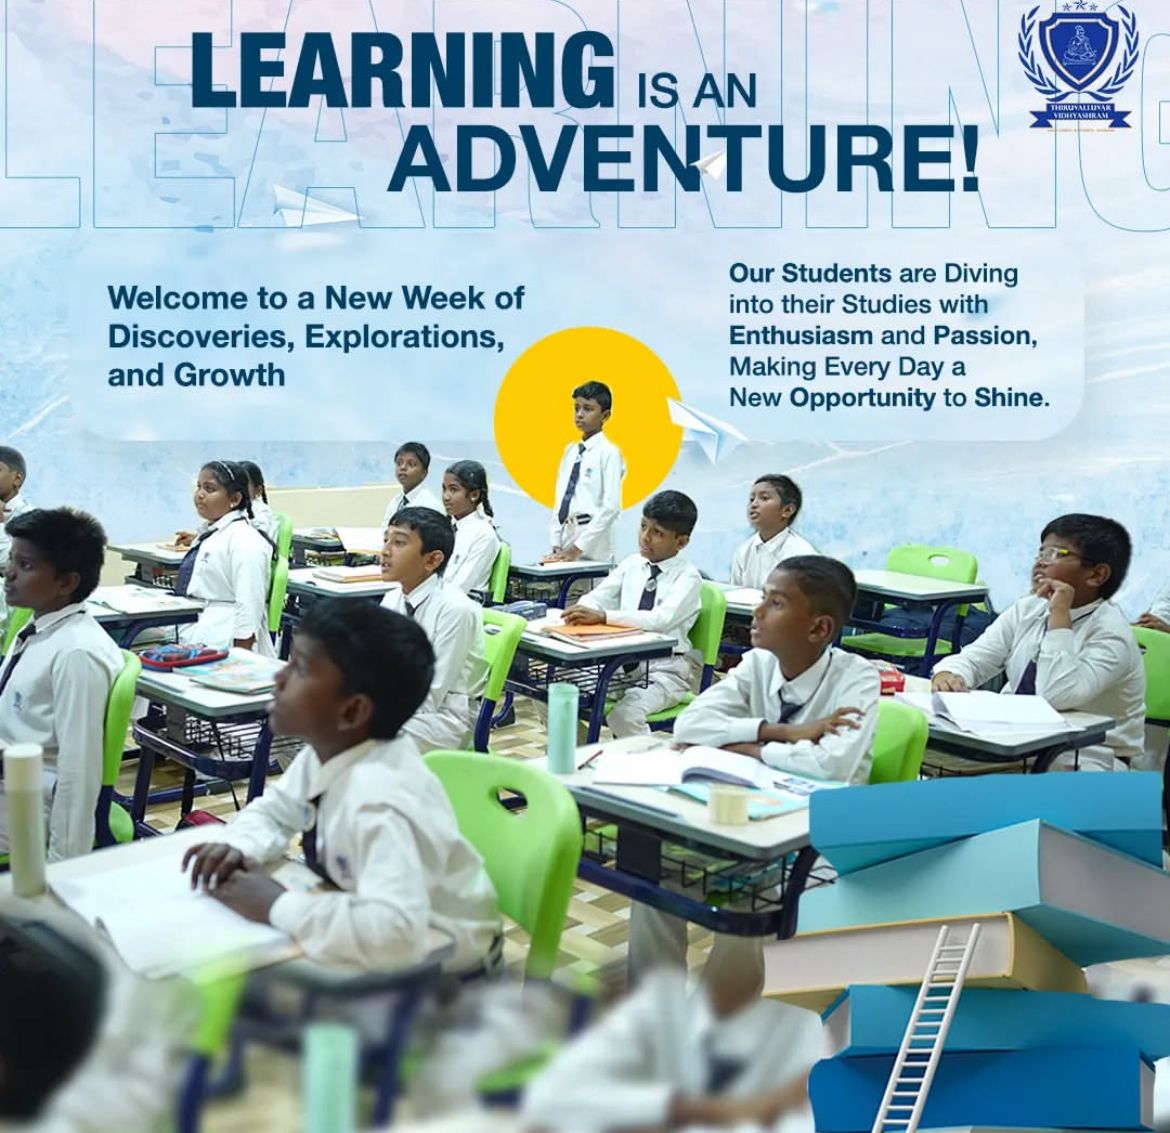 LEARNING IS AN
ADVENTURE!
THIRUVALLUVAR
VIDHYASHRAM
Welcome to a New Week of
Discoveries, Explorations,
and Growth
Our Students are Diving
into their Studies with
Enthusiasm and Passion,
Making Every Day a
New Opportunity to Shine.
LEARNING